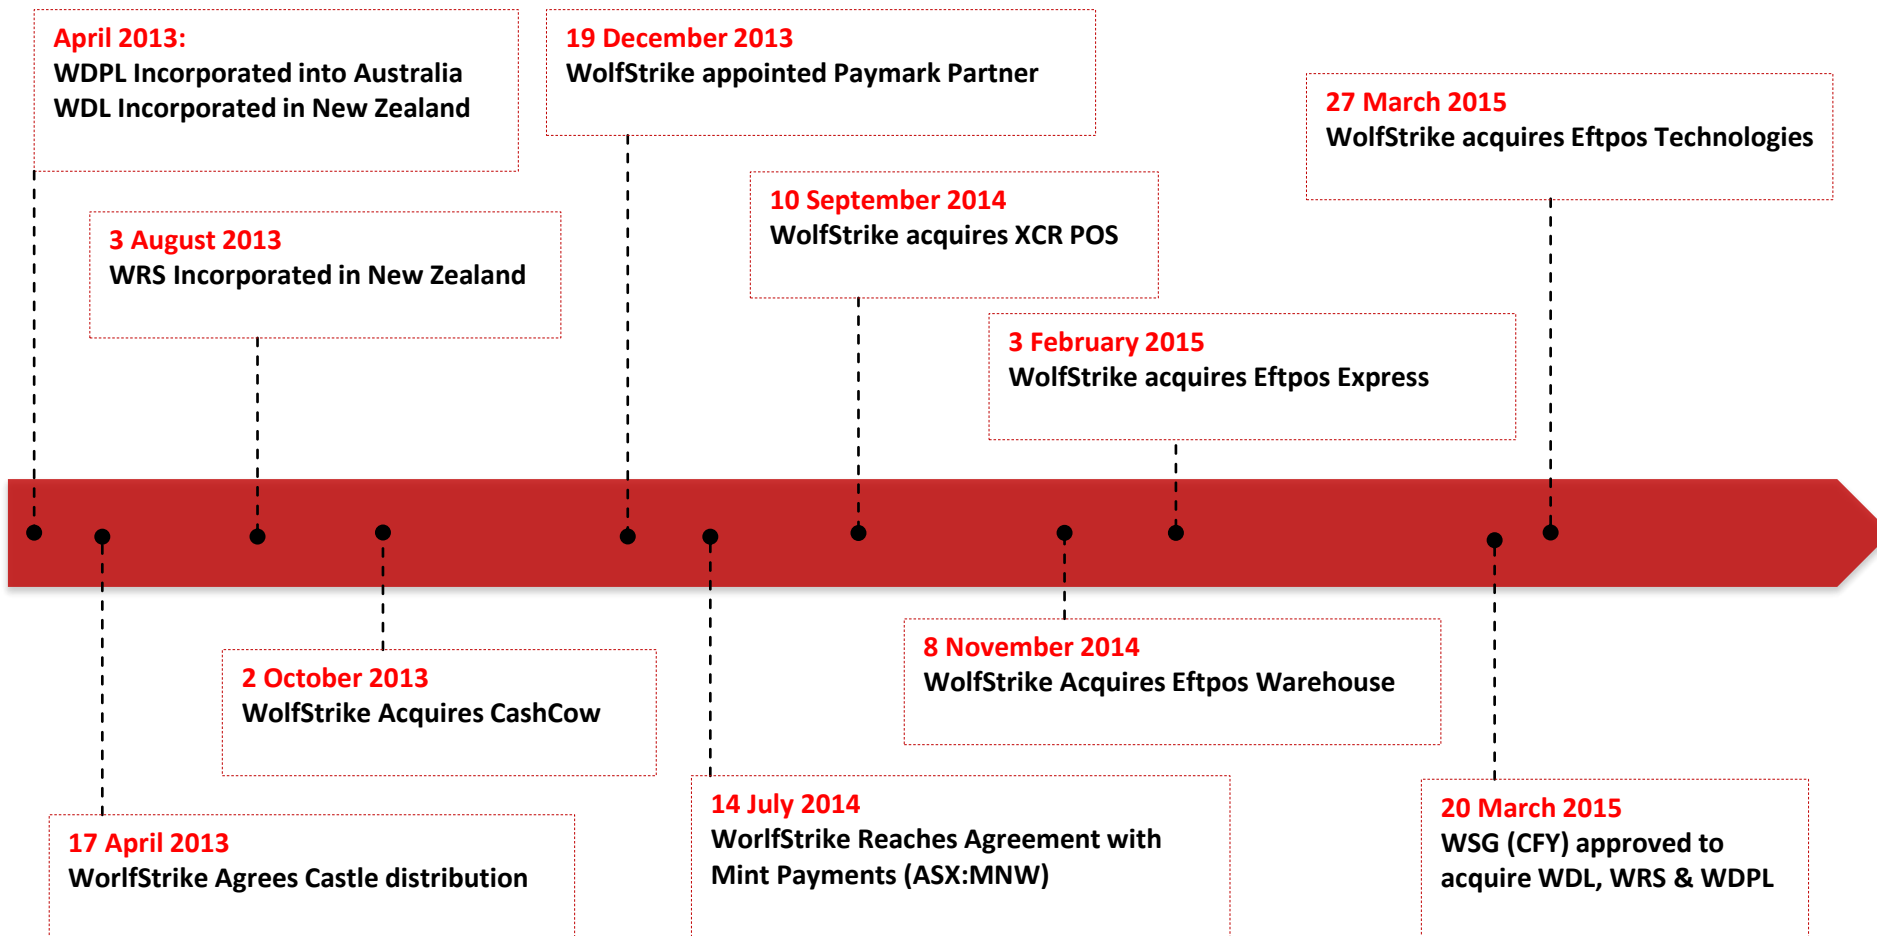 April 2013:
WDPL Incorporated into Australia
WDL Incorporated in New Zealand
19 December 2013
WolfStrike appointed Paymark Partner
27 March 2015
WolfStrike acquires Eftpos Technologies
10 September 2014
WolfStrike acquires XCR POS
3 August 2013
WRS Incorporated in New Zealand
3 February 2015
WolfStrike acquires Eftpos Express
2 October 2013
WolfStrike Acquires CashCow
8 November 2014
WolfStrike Acquires Eftpos Warehouse
17 April 2013
WorlfStrike Agrees Castle distribution
14 July 2014
WorlfStrike Reaches Agreement with
Mint Payments (ASX:MNW)
20 March 2015
WSG (CFY) approved to
acquire WDL, WRS & WDPL